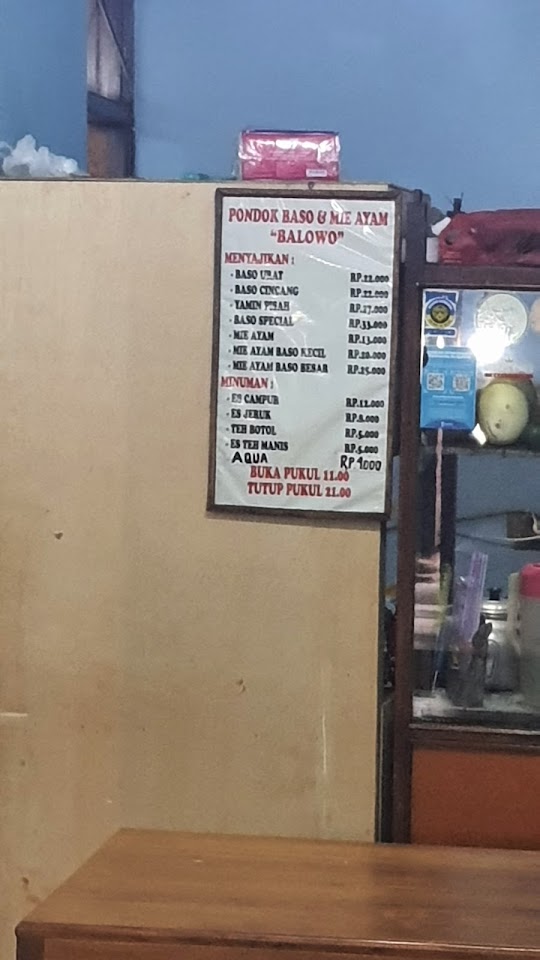 PONDOK BASO & MIE AYAM
"BALOWO"
MENYAJIKAN :
- BASO URAT RP.22.000
- BASO CINCANG RP.22.000
- YAMIN PISAH RP.27.000
- BASO SPECIAL RP.33.000
- MIE AYAM RP.13.000
- MIE AYAM BASO KECIL RP.20.000
- MIE AYAM BASO BESAR RP.25.000
MINUMAN :
- ES CAMPUR RP.12.000
- ES JERUK RP.8.000
- TEH BOTOL RP.5.000
- ES TEH MANIS RP.5.000
AQUA RP 4000
BUKA PUKUL 11.00
TUTUP PUKUL 21.00